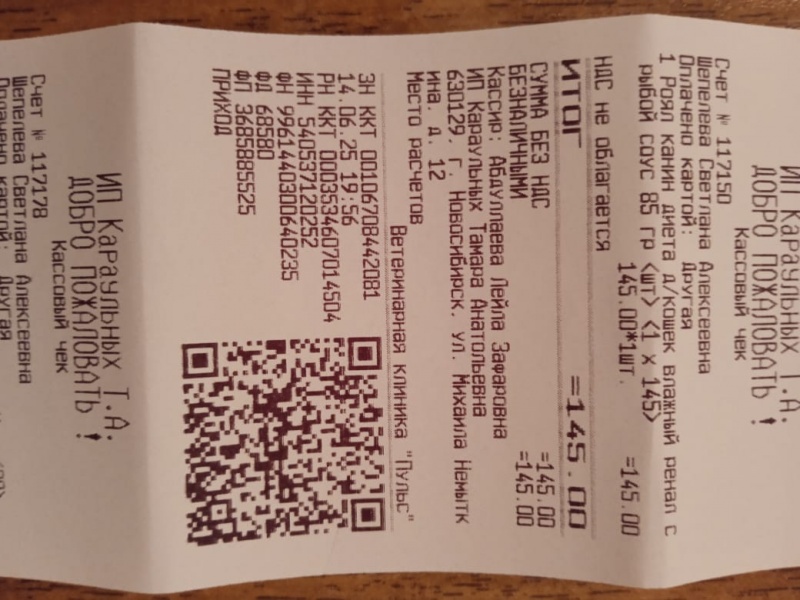 ИП Караульных Т.А.
ДОБРО ПОЖАЛОВАТЬ !
Кассовый чек
Счет № 117150
Шепелева Светлана Алексеевна
Оплачено картой: Другая
1 Роял канин диета д/кошек влажный ренал с
рыбой соус 85 гр <шт> <1 x 145>
145.00*1шт. =145.00
НДС не облагается
ИТОГ =145.00
СУММА БЕЗ НДС =145.00
БЕЗНАЛИЧНЫМИ =145.00
Кассир: Абдуллаева Лейла Зафаровна
ИП Караульных Тамара Анатольевна
630129, г. Новосибирск, ул. Михаила Немытк
ина, д. 12
Место расчетов
Ветеринарная клиника "Пульс"
ЗН ККТ 00106708442081
14.06.25 19:56
РН ККТ 0003534607014504
ИНН 540537120252
ФН 9961440300640235
ФД 68580
ФП 3685885525
ПРИХОД
ИП Караульных Т.А.
ДОБРО ПОЖАЛОВАТЬ !
Кассовый чек
Счет № 117178
Шепелева Светлана Алексеевна
Оплачено картой: Другая